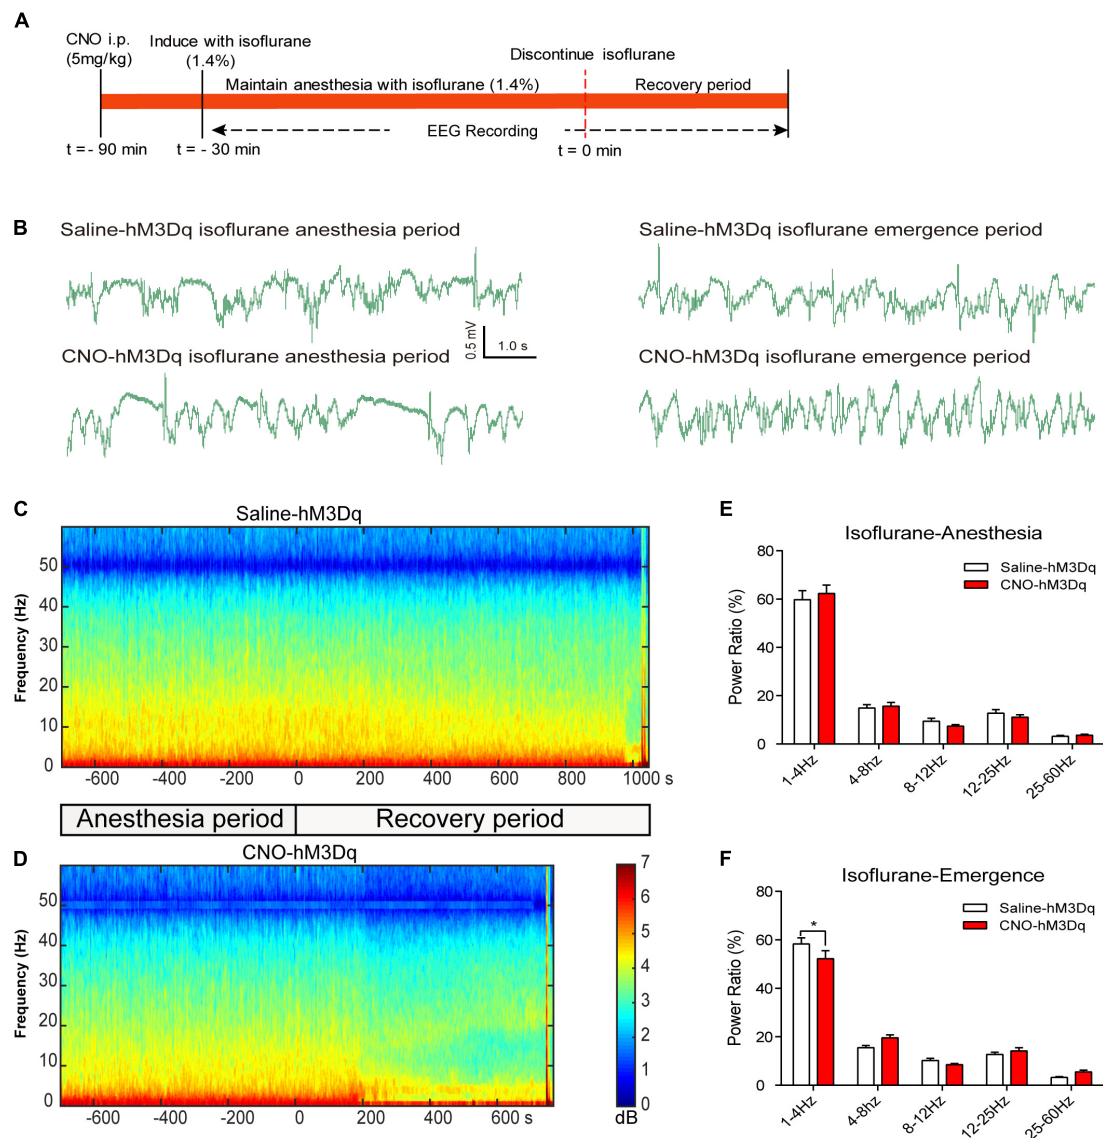 A
CNO i.p.
(5mg/kg)
Induce with isoflurane
(1.4%)
Discontinue isoflurane
Maintain anesthesia with isoflurane (1.4%)
Recovery period
EEG Recording
t = - 90 min
t = - 30 min
t = 0 min
B
Saline-hM3Dq isoflurane anesthesia period
Saline-hM3Dq isoflurane emergence period
0.5 mV
1.0 s
CNO-hM3Dq isoflurane anesthesia period
CNO-hM3Dq isoflurane emergence period
C
Saline-hM3Dq
Frequency (Hz)
50
40
30
20
10
0
-600
-400
-200
0
200
400
600
800
1000 s
Anesthesia period
Recovery period
D
CNO-hM3Dq
Frequency (Hz)
50
40
30
20
10
0
-600
-400
-200
0
200
400
600 s
7
6
5
4
3
2
1
0
dB
E
Isoflurane-Anesthesia
Saline-hM3Dq
CNO-hM3Dq
Power Ratio (%)
80
60
40
20
0
1-4Hz
4-8hz
8-12Hz
12-25Hz
25-60Hz
F
Isoflurane-Emergence
Saline-hM3Dq
CNO-hM3Dq
*
Power Ratio (%)
80
60
40
20
0
1-4Hz
4-8hz
8-12Hz
12-25Hz
25-60Hz